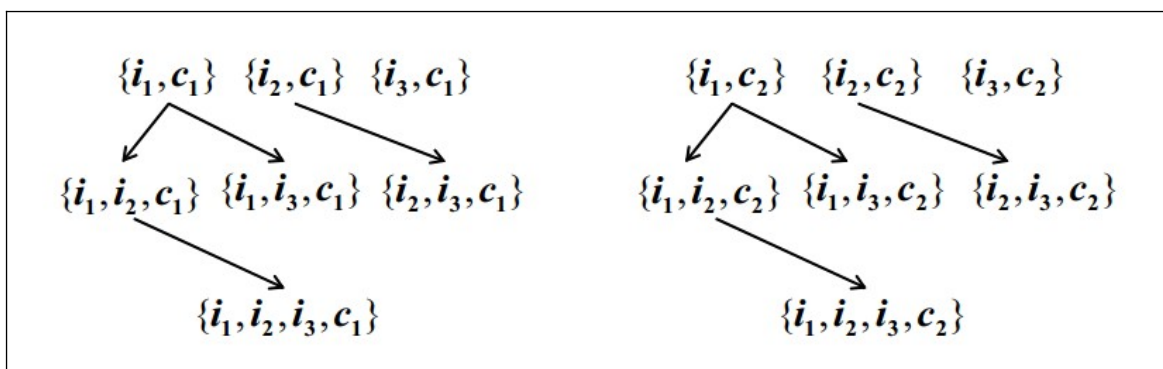 {i₁,c₁} {i₂,c₁} {i₃,c₁} {i₁,c₂} {i₂,c₂} {i₃,c₂}
{i₁,i₂,c₁} {i₁,i₃,c₁} {i₂,i₃,c₁} {i₁,i₂,c₂} {i₁,i₃,c₂} {i₂,i₃,c₂}
{i₁,i₂,i₃,c₁} {i₁,i₂,i₃,c₂}